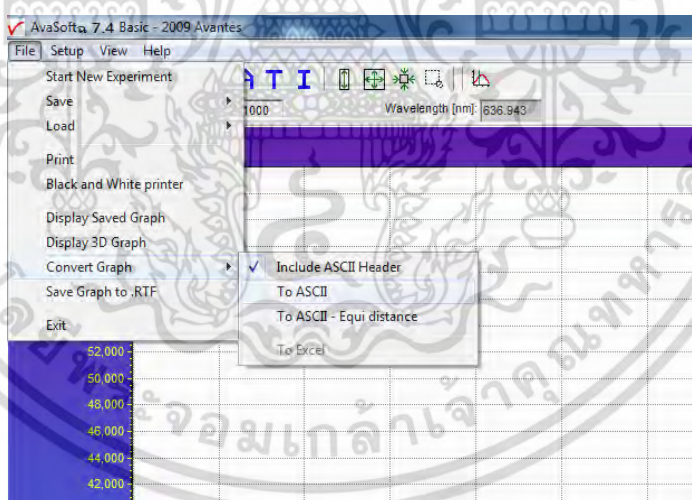 AvaSoft 7.4 Basic - 2009 Avantes
File Setup View Help
Start New Experiment
A T I
Save
1000 Wavelength [nm]: 636.943
Load
Print
Black and White printer
Display Saved Graph
Display 3D Graph
Convert Graph
Include ASCII Header
Save Graph to .RTF
To ASCII
To ASCII - Equi distance
Exit
To Excel
52,000
50,000
48,000
46,000
44,000
42,000